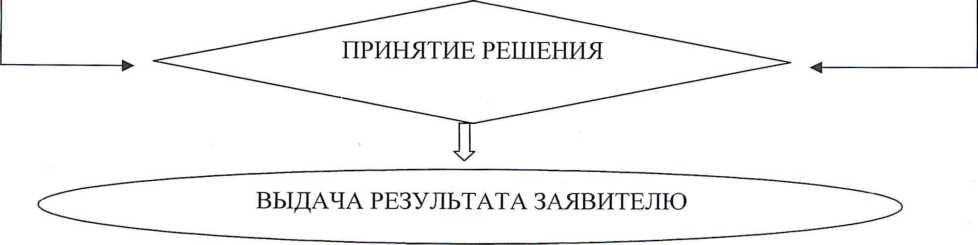 ПРИНЯТИЕ РЕШЕНИЯ
ВЫДАЧА РЕЗУЛЬТАТА ЗАЯВИТЕЛЮ